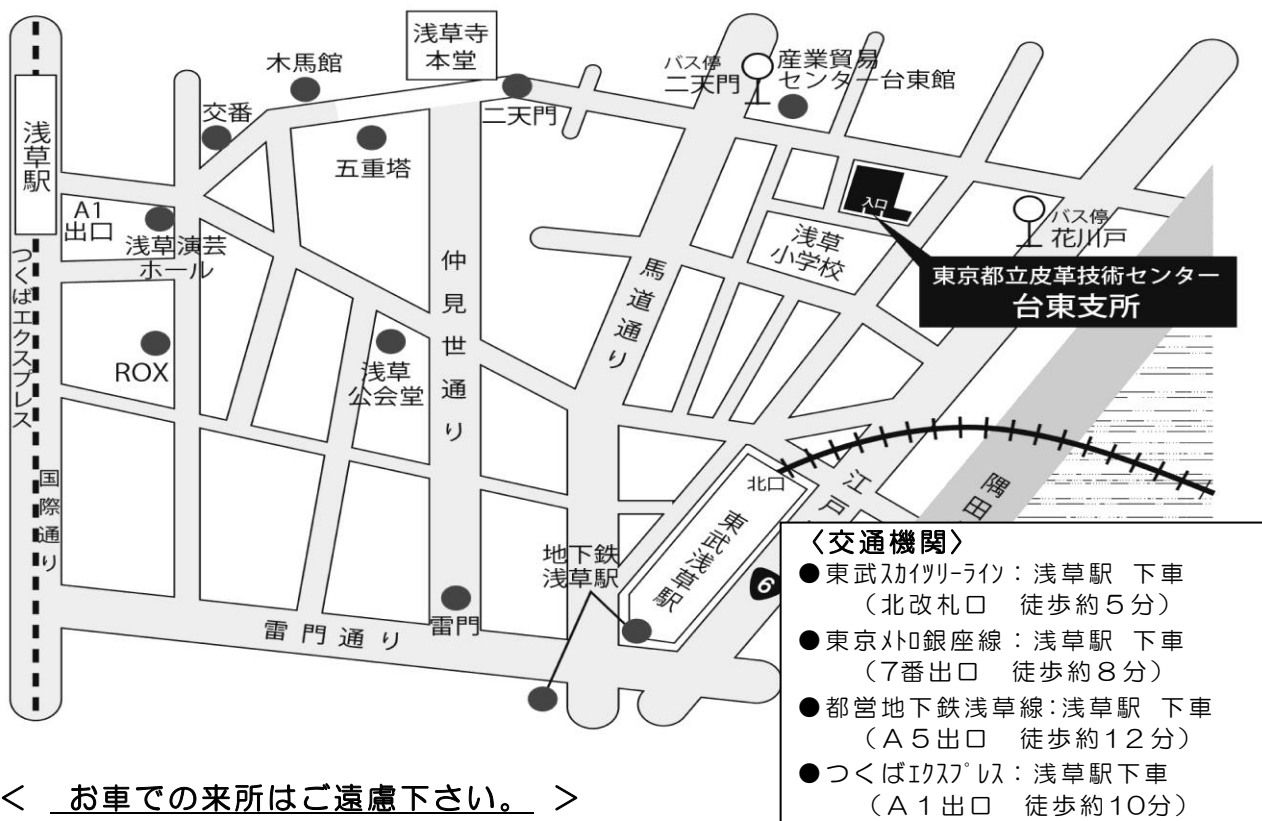 浅草寺
本堂
木馬館
交番
五重塔
二天門
バス停
二天門
産業貿易
センター台東館
浅草駅
A1
出口
浅草演芸
ホール
つくばエクスプレス
ROX
国際通り
浅草
公会堂
仲見世通り
馬道通り
浅草
小学校
入口
バス停
花川戸
東京都立皮革技術センター
台東支所
北口
東武浅草駅
江戸
隅田
6
地下鉄
浅草駅
雷門
雷門通り
〈交通機関〉
●東武ｽｶｲﾂﾘｰﾗｲﾝ：浅草駅 下車
（北改札口 徒歩約５分）
●東京ﾒﾄﾛ銀座線：浅草駅 下車
（7番出口 徒歩約８分）
●都営地下鉄浅草線：浅草駅 下車
（Ａ５出口 徒歩約12分）
●つくばｴｸｽﾌﾟﾚｽ：浅草駅下車
（Ａ１出口 徒歩約10分）
＜ お車での来所はご遠慮下さい。 ＞